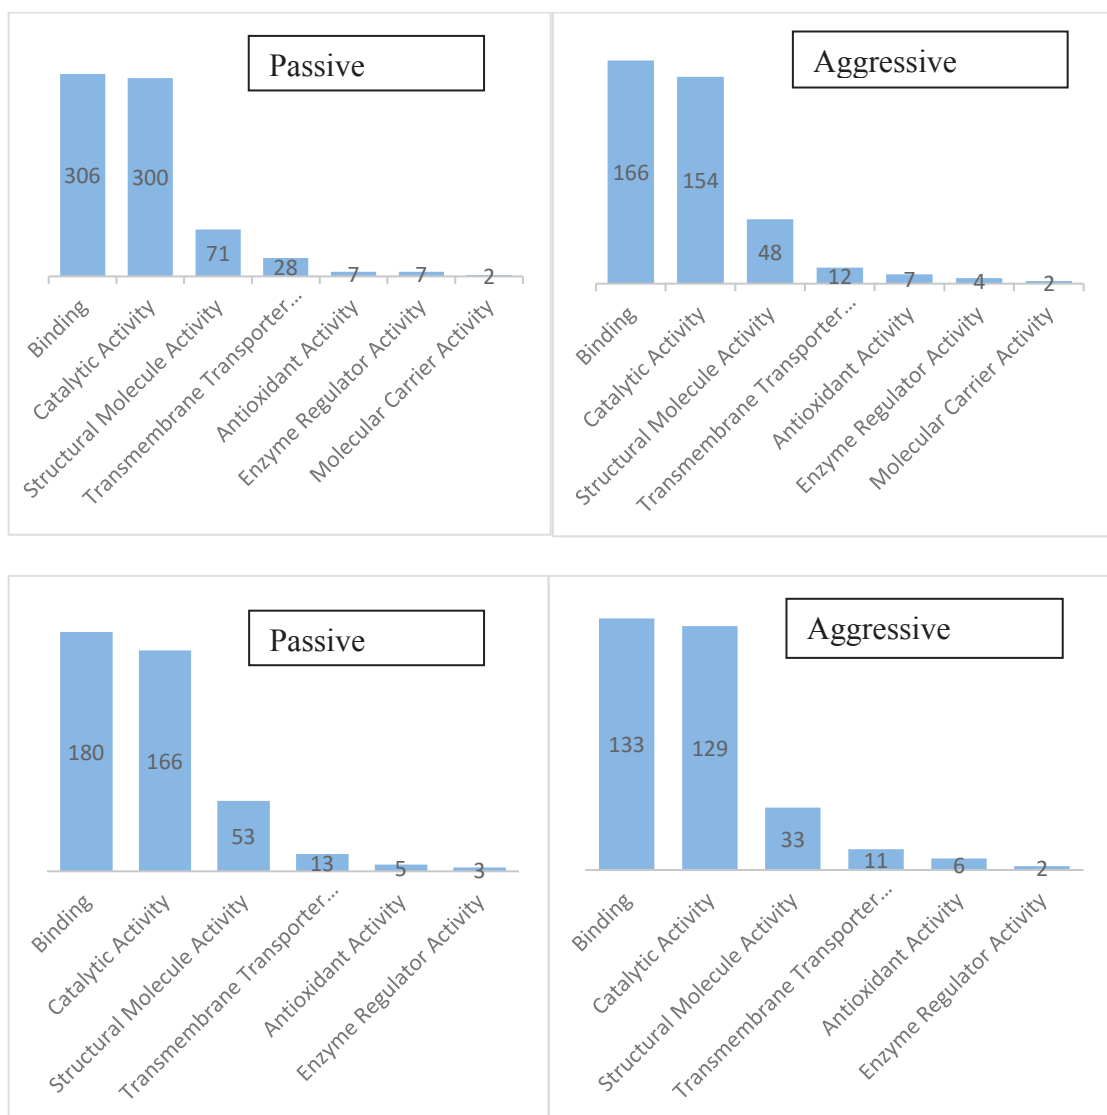 Passive
306
300
71
28
7
7
2
Binding
Catalytic Activity
Structural Molecule Activity
Transmembrane Transporter...
Antioxidant Activity
Enzyme Regulator Activity
Molecular Carrier Activity
Aggressive
166
154
48
12
7
4
2
Binding
Catalytic Activity
Structural Molecule Activity
Transmembrane Transporter...
Antioxidant Activity
Enzyme Regulator Activity
Molecular Carrier Activity
Passive
180
166
53
13
5
3
Binding
Catalytic Activity
Structural Molecule Activity
Transmembrane Transporter...
Antioxidant Activity
Enzyme Regulator Activity
Aggressive
133
129
33
11
6
2
Binding
Catalytic Activity
Structural Molecule Activity
Transmembrane Transporter...
Antioxidant Activity
Enzyme Regulator Activity